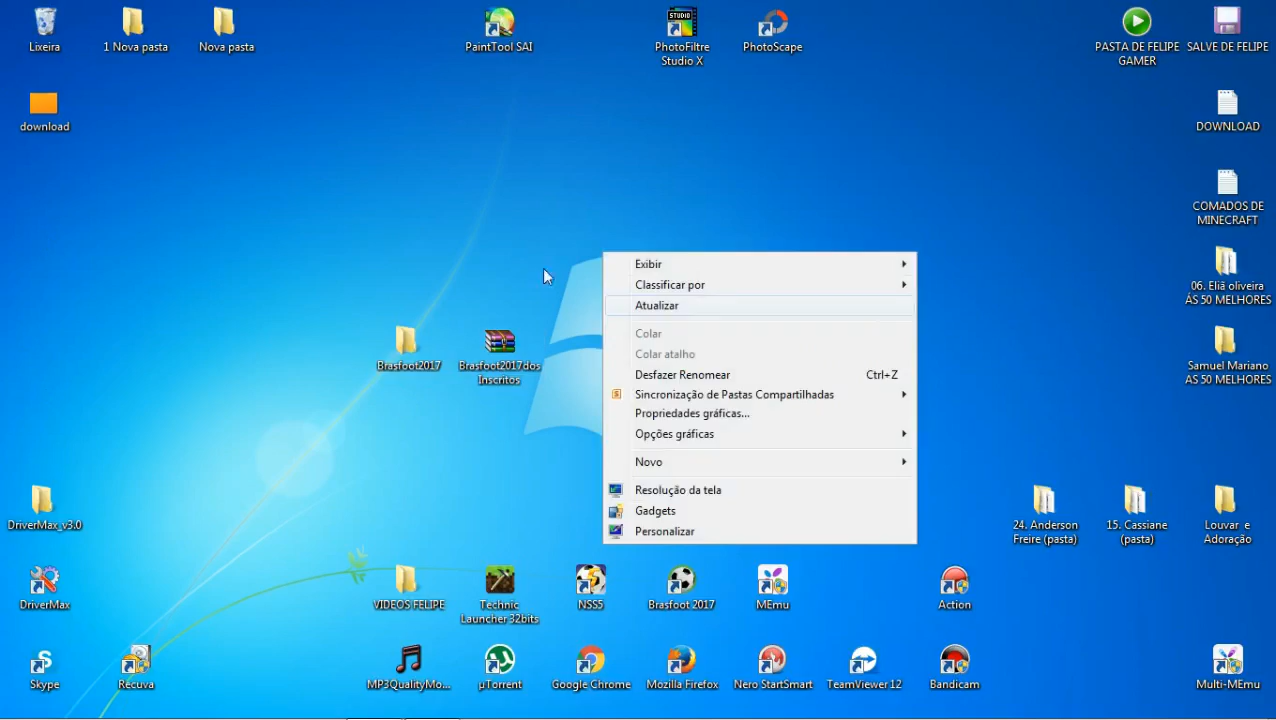 Lixeira
1 Nova pasta
Nova pasta
PaintTool SAI
PhotoFiltre
Studio X
PhotoScape
PASTA DE FELIPE
GAMER
SALVE DE FELIPE
download
DOWNLOAD
COMADOS DE
MINECRAFT
Exibir
Classificar por
Atualizar
Colar
Colar atalho
Desfazer Renomear Ctrl+Z
Sincronização de Pastas Compartilhadas
Propriedades gráficas...
Opções gráficas
Novo
Resolução da tela
Gadgets
Personalizar
06. Eliã oliveira
ÀS 50 MELHORES
Brasfoot2017
Brasfoot2017dos
Inscritos
Samuel Mariano
AS 50 MELHORES
DriverMax_v3.0
24. Anderson
Freire (pasta)
15. Cassiane
(pasta)
Louvar e
Adoração
DriverMax
VIDEOS FELIPE
Technic
Launcher 32bits
NSS5
Brasfoot 2017
MEmu
Action
Skype
Recuva
MP3QualityMo...
µTorrent
Google Chrome
Mozilla Firefox
Nero StartSmart
TeamViewer 12
Bandicam
Multi-MEmu